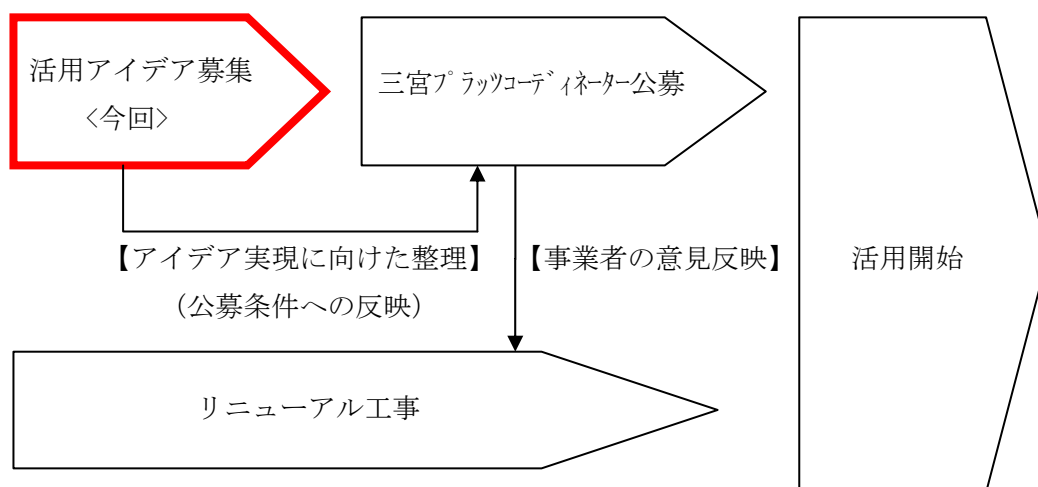 活用アイデア募集
<今回>
三宮プラッツコーディネーター公募
【アイデア実現に向けた整理】
（公募条件への反映）
【事業者の意見反映】
活用開始
リニューアル工事